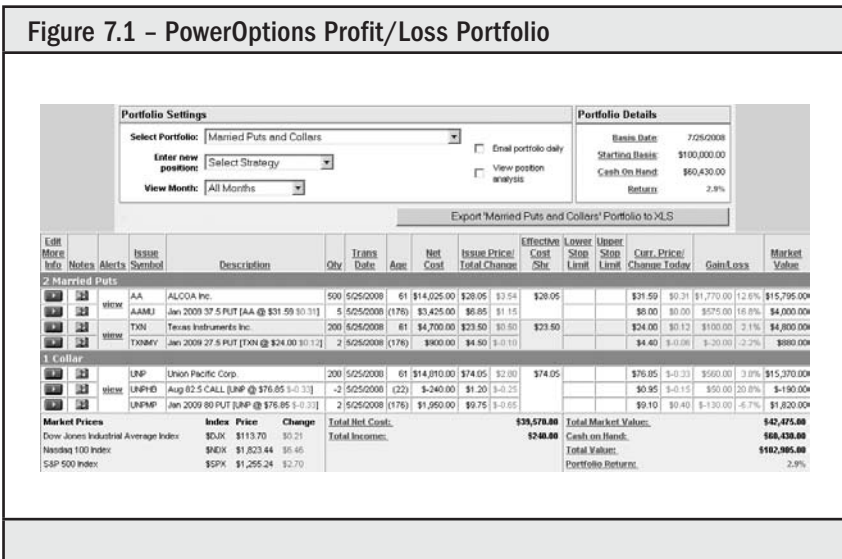 Figure 7.1 – PowerOptions Profit/Loss Portfolio
Portfolio Settings
Select Portfolio: Married Puts and Collars
Enter new position: Select Strategy
View Month: All Months
Email portfolio daily
View position analysis
Portfolio Details
Basis Date: 7/25/2008
Starting Basis: $100,000.00
Cash On Hand: $60,430.00
Return: 2.9%
Export 'Married Puts and Collars' Portfolio to XLS
Edit More Info Notes Alerts Issue Symbol Description Qty Trans Date Age Net Cost Issue Price/ Total Change Effective Cost /Shr Lower Stop Limit Upper Stop Limit Curr. Price/ Change Today Gain/Loss Market Value
2 Married Puts
view
AA ALCOA Inc. 500 5/25/2008 61 $14,025.00 $28.05 $3.54 $28.05 $31.59 $0.31 $1,770.00 12.6% $15,795.00
AAMU Jan 2009 37.5 PUT [AA @ $31.59 $0.31] 5 5/25/2008 (176) $3,425.00 $6.85 $1.15 $8.00 $0.00 $575.00 16.8% $4,000.00
view
TXN Texas Instruments Inc. 200 5/25/2008 61 $4,700.00 $23.50 $0.50 $23.50 $24.00 $0.12 $100.00 2.1% $4,800.00
TXNMY Jan 2009 27.5 PUT [TXN @ $24.00 $0.12] 2 5/25/2008 (176) $900.00 $4.50 $-0.10 $4.40 $-0.06 $-20.00 -2.2% $880.00
1 Collar
UNP Union Pacific Corp. 200 5/25/2008 61 $14,810.00 $74.05 $2.80 $74.05 $76.85 $-0.33 $560.00 3.8% $15,370.00
view UNPHB Aug 82.5 CALL [UNP @ $76.85 $-0.33] -2 5/25/2008 (22) $-240.00 $1.20 $-0.25 $0.95 $-0.15 $50.00 20.8% $-190.00
UNPMP Jan 2009 80 PUT [UNP @ $76.85 $-0.33] 2 5/25/2008 (176) $1,950.00 $9.75 $-0.65 $9.10 $0.40 $-130.00 -6.7% $1,820.00
Market Prices Index Price Change
Dow Jones Industrial Average Index $DJX $113.70 $0.21
Nasdaq 100 Index $NDX $1,823.44 $6.46
S&P 500 Index $SPX $1,255.24 $2.70
Total Net Cost: $39,570.00
Total Income: $240.00
Total Market Value: $42,475.00
Cash on Hand: $60,430.00
Total Value: $102,905.00
Portfolio Return: 2.9%